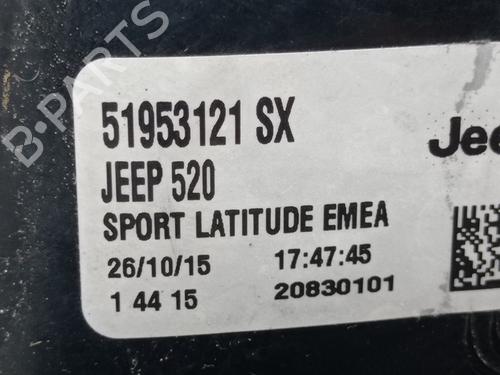 B-PARTS
51953121 SX
Jee
JEEP 520
SPORT LATITUDE EMEA
26/10/15 17:47:45
1 44 15 20830101